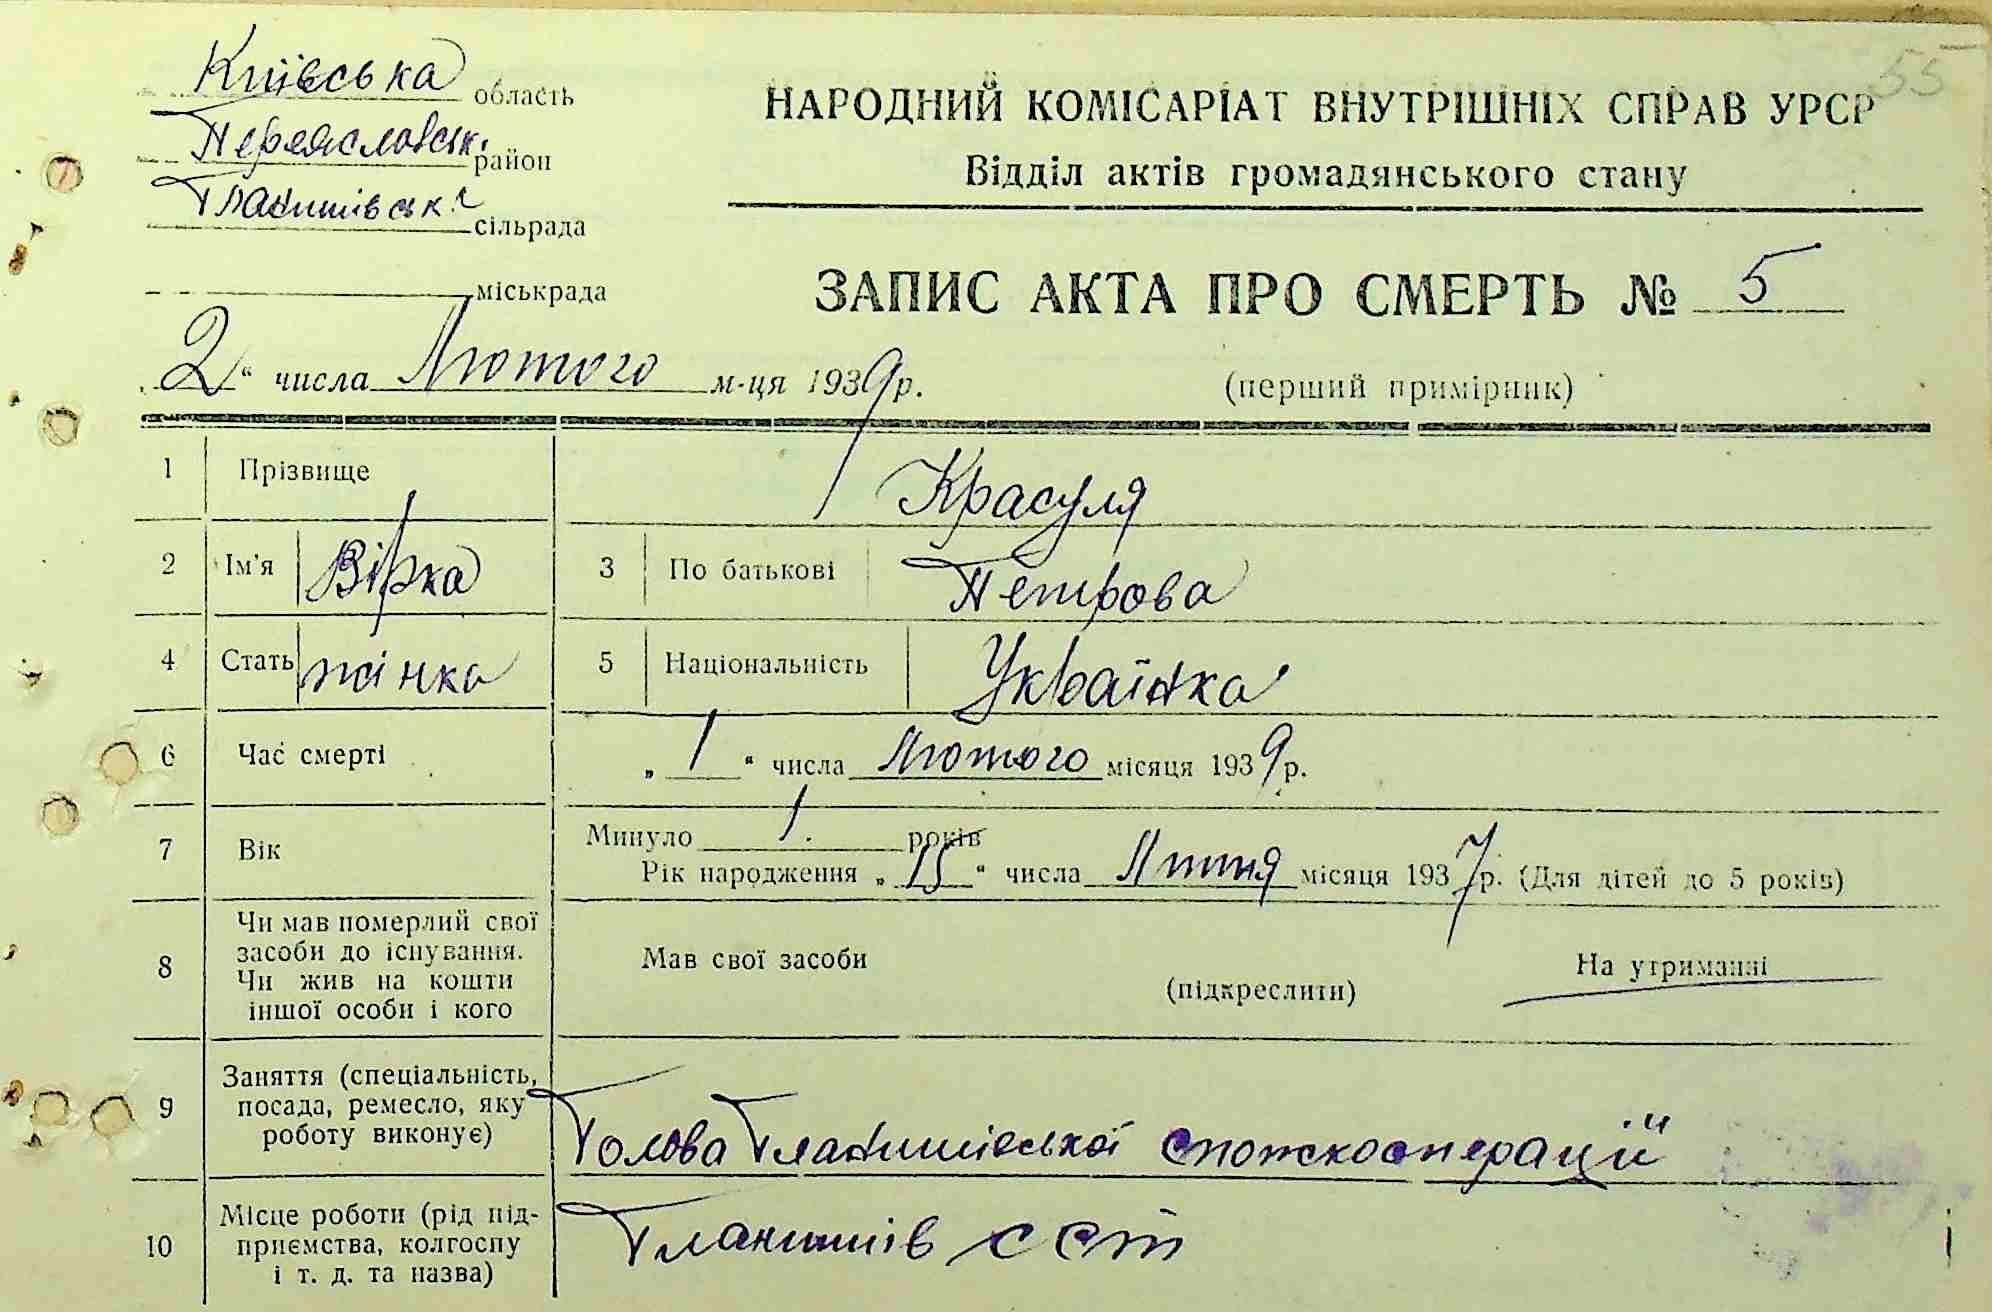 55
Київська область
Переяславськ. район
Гланишівськ. сільрада
міськрада
НАРОДНИЙ КОМІСАРІАТ ВНУТРІШНІХ СПРАВ УРСР
Відділ актів громадянського стану
ЗАПИС АКТА ПРО СМЕРТЬ № 5
„2“ числа Лютого м-ця 1939 р.
(перший примірник)
1 Прізвище Красуля
2 Ім'я Вірка 3 По батькові Петрова
4 Стать жінка 5 Національність Українка
6 Час смерті „1“ числа Лютого місяця 1939 р.
7 Вік Минуло 1. років
Рік народження „15“ числа Липня місяця 1937 р. (Для дітей до 5 років)
8 Чи мав померлий свої
засоби до існування.
Чи жив на кошти
іншої особи і кого
Мав свої засоби (підкреслити) На утриманні
9 Заняття (спеціальність,
посада, ремесло, яку
роботу виконує)
Голова Гланишівської спожкооперації
10 Місце роботи (рід під-
приємства, колгоспу
і т. д. та назва)
Гланишів ССТ